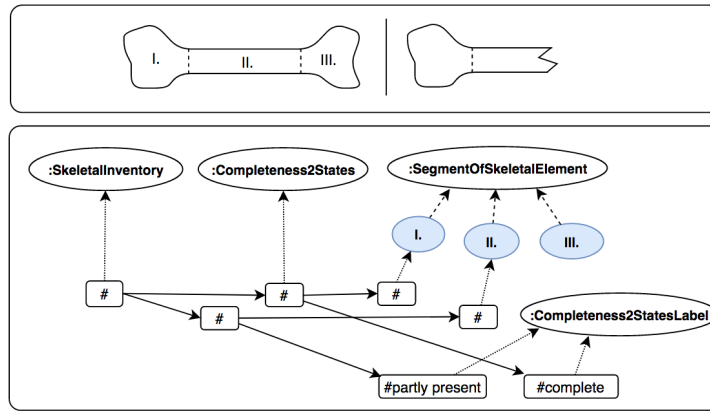 I.
II.
III.
:SkeletalInventory
:Completeness2States
:SegmentOfSkeletalElement
I.
II.
III.
#
#
#
#
#
:Completeness2StatesLabel
#partly present
#complete